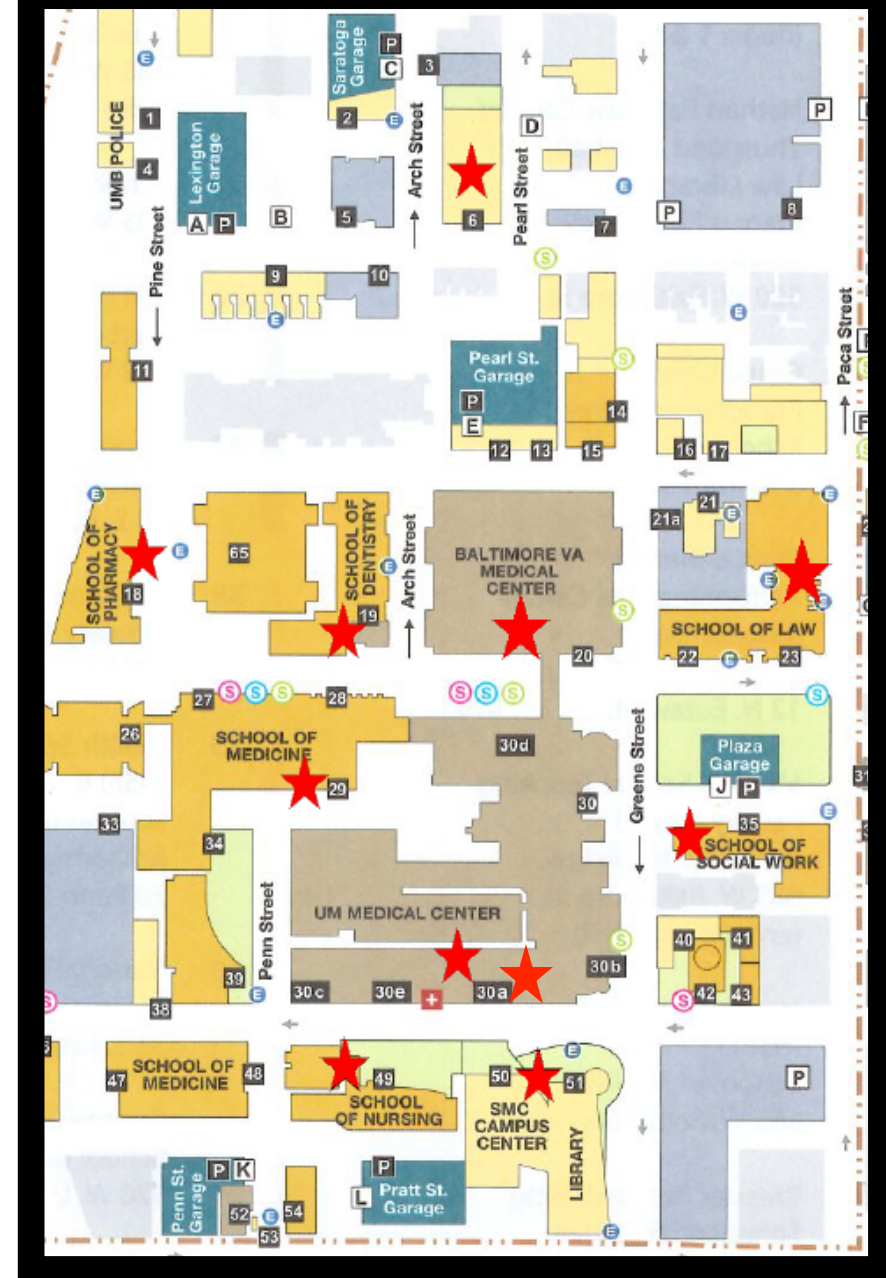 E
P
Saratoga
Garage
C
3
P
UMB POLICE
1
2
E
D
4
Lexington
Garage
Arch Street
Pearl Street
E
A
P
B
5
6
7
P
8
Pine Street
S
9
10
E
E
Paca Street
11
Pearl St.
Garage
S
P
E
14
F
12
13
15
16
17
S
E
SCHOOL OF
PHARMACY
18
E
65
SCHOOL OF
DENTISTRY
E
19
Arch Street
BALTIMORE VA
MEDICAL
CENTER
S
20
21a
21
E
E
E
E
SCHOOL OF LAW
22
E
23
27
S
S
S
28
S
S
S
S
26
SCHOOL OF
MEDICINE
29
30d
Greene Street
Plaza
Garage
J
P
30
33
34
35
E
SCHOOL OF
SOCIAL WORK
UM MEDICAL CENTER
Penn Street
40
41
S
39
30c
30e
30a
30b
42
43
S
S
38
E
SCHOOL OF
MEDICINE
47
48
49
SCHOOL
OF NURSING
50
E
51
SMC
CAMPUS
CENTER
LIBRARY
P
Penn St.
Garage
P
K
52
53
E
54
P
L
Pratt St.
Garage
E